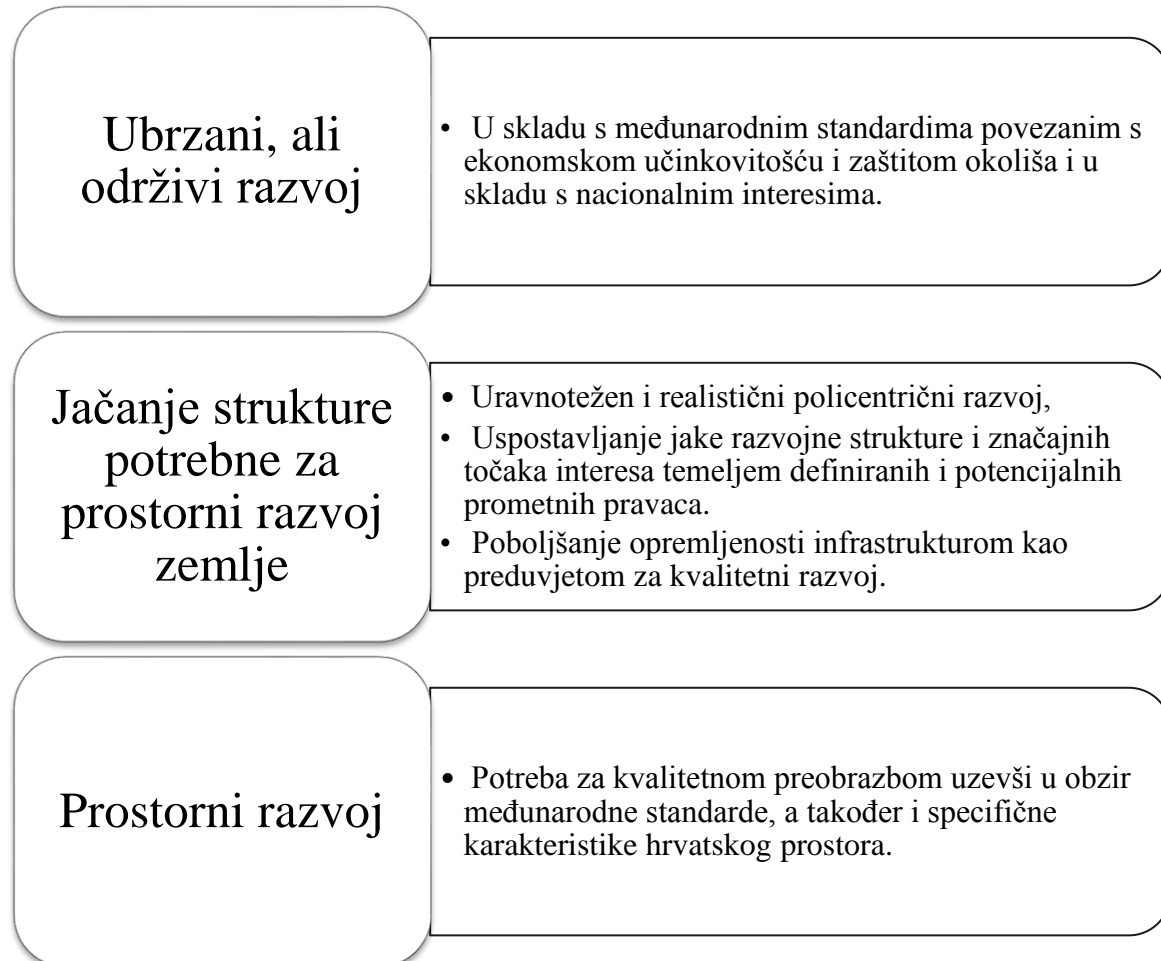 Ubrzani, ali
održivi razvoj
• U skladu s međunarodnim standardima povezanim s
ekonomskom učinkovitošću i zaštitom okoliša i u
skladu s nacionalnim interesima.
Jačanje strukture
potrebne za
prostorni razvoj
zemlje
• Uravnotežen i realistični policentrični razvoj,
• Uspostavljanje jake razvojne strukture i značajnih
točaka interesa temeljem definiranih i potencijalnih
prometnih pravaca.
• Poboljšanje opremljenosti infrastrukturom kao
preduvjetom za kvalitetni razvoj.
Prostorni razvoj
• Potreba za kvalitetnom preobrazbom uzevši u obzir
međunarodne standarde, a također i specifične
karakteristike hrvatskog prostora.